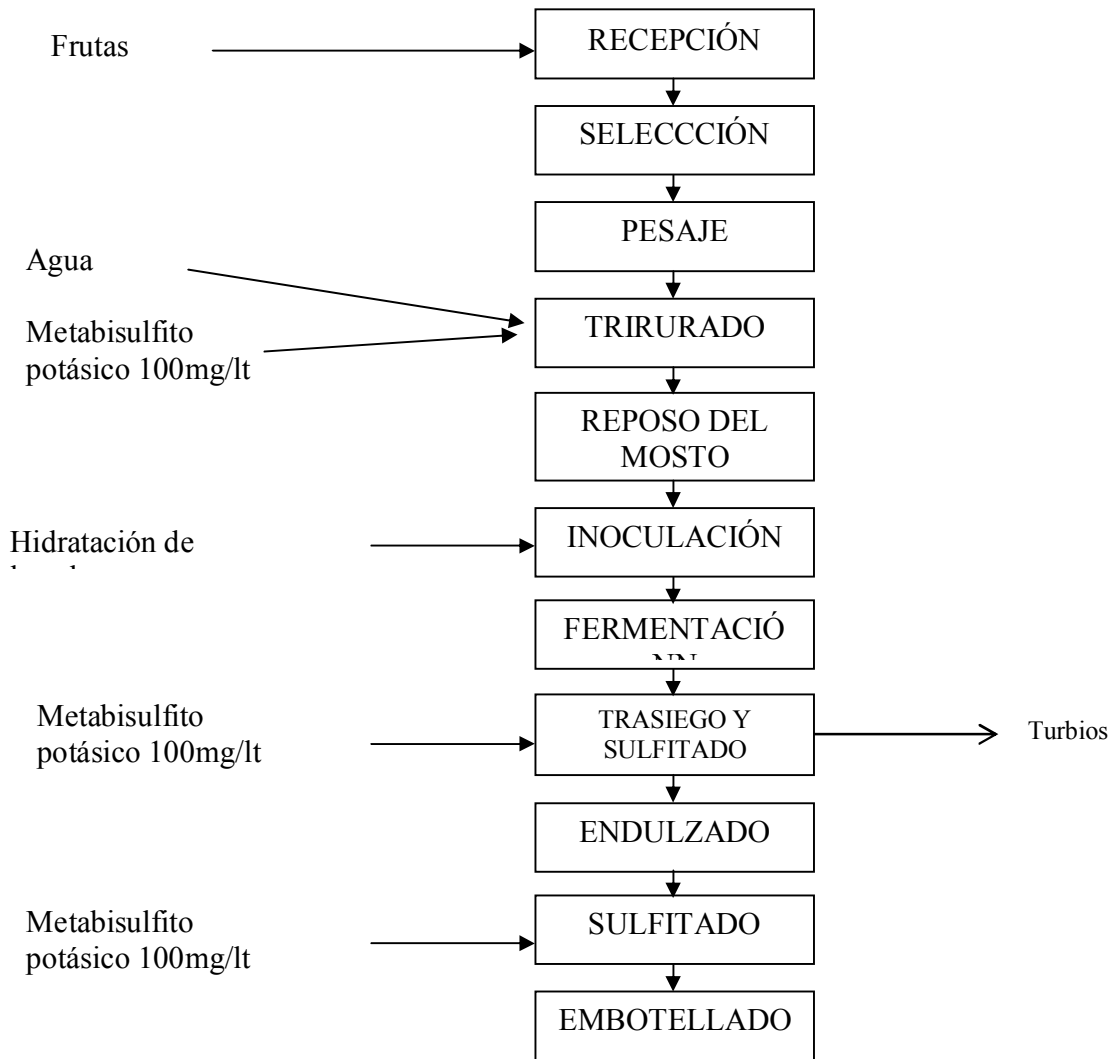 Frutas
RECEPCIÓN
SELECCCIÓN
PESAJE
Agua
Metabisulfito
potásico 100mg/lt
TRIRURADO
REPOSO DEL
MOSTO
Hidratación de
INOCULACIÓN
FERMENTACIÓ
Metabisulfito
potásico 100mg/lt
TRASIEGO Y
SULFITADO
Turbios
ENDULZADO
Metabisulfito
potásico 100mg/lt
SULFITADO
EMBOTELLADO